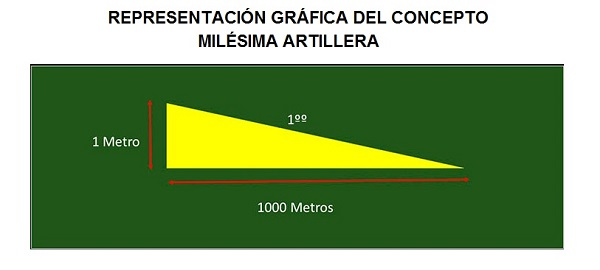 REPRESENTACIÓN GRÁFICA DEL CONCEPTO
MILÉSIMA ARTILLERA
1ºº
1 Metro
1000 Metros